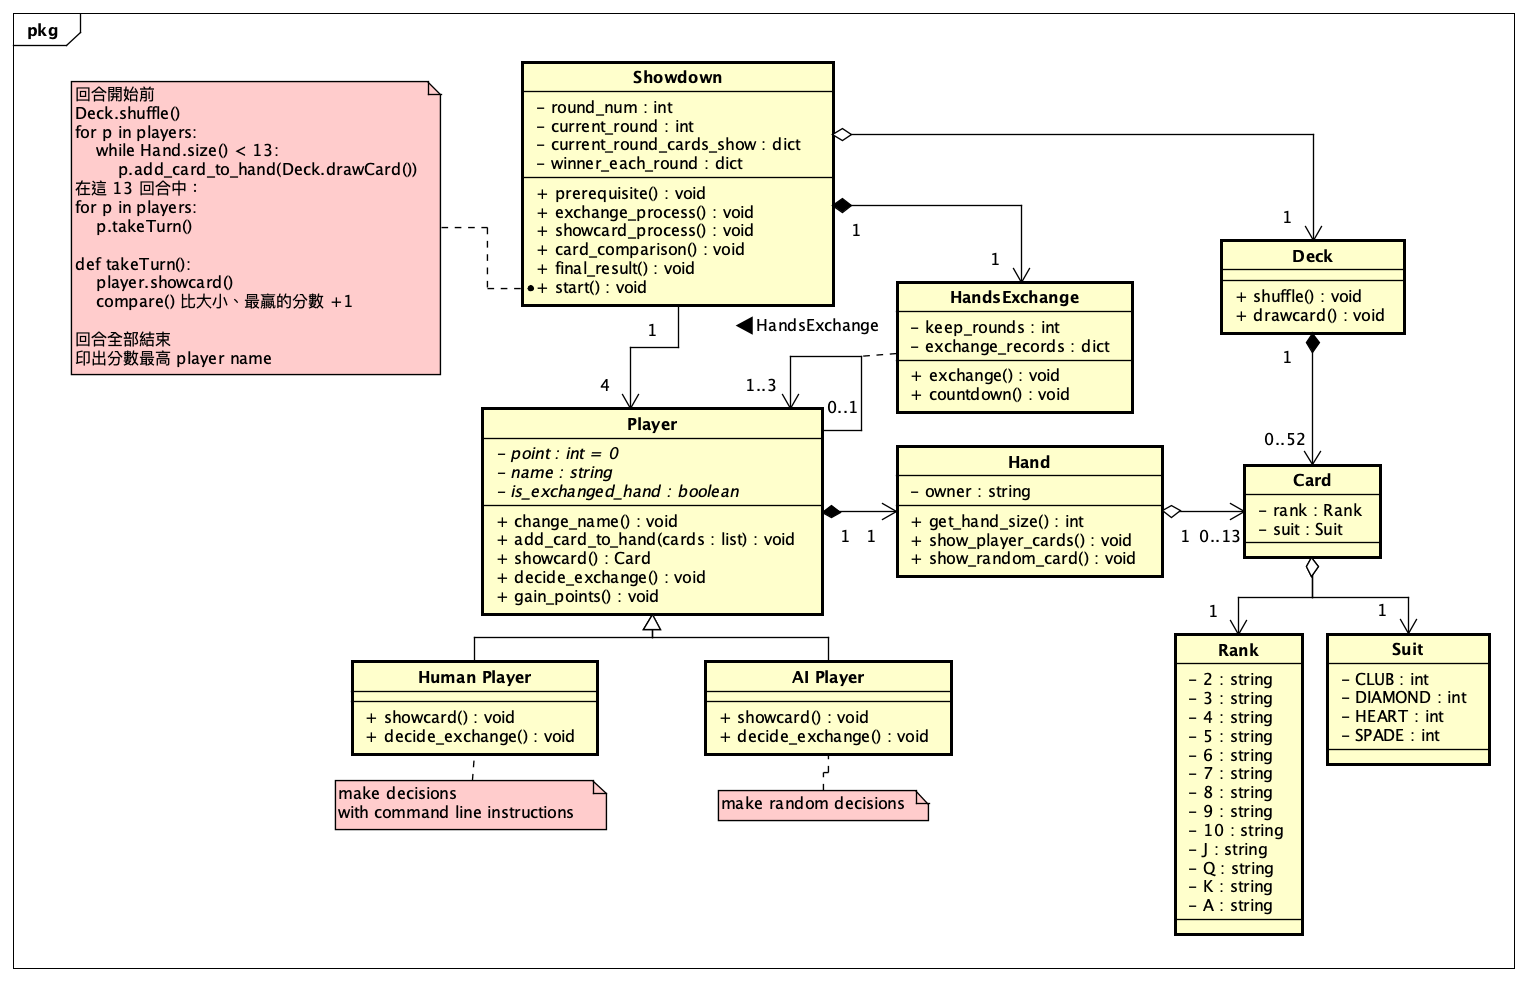 pkg
回合開始前
Deck.shuffle()
for p in players:
while Hand.size() < 13:
p.add_card_to_hand(Deck.drawCard())
在這 13 回合中：
for p in players:
p.takeTurn()
def takeTurn():
player.showcard()
compare() 比大小、最贏的分數 +1
回合全部結束
印出分數最高 player name
Showdown
- round_num : int
- current_round : int
- current_round_cards_show : dict
- winner_each_round : dict
+ prerequisite() : void
+ exchange_process() : void
+ showcard_process() : void
+ card_comparison() : void
+ final_result() : void
+ start() : void
1
1
1
Deck
+ shuffle() : void
+ drawcard() : void
1
0..52
HandsExchange
- keep_rounds : int
- exchange_records : dict
+ exchange() : void
+ countdown() : void
1
4
HandsExchange
1..3
0..1
Player
- point : int = 0
- name : string
- is_exchanged_hand : boolean
+ change_name() : void
+ add_card_to_hand(cards : list) : void
+ showcard() : Card
+ decide_exchange() : void
+ gain_points() : void
1
1
Hand
- owner : string
+ get_hand_size() : int
+ show_player_cards() : void
+ show_random_card() : void
1
0..13
Card
- rank : Rank
- suit : Suit
1
1
Human Player
+ showcard() : void
+ decide_exchange() : void
make decisions
with command line instructions
AI Player
+ showcard() : void
+ decide_exchange() : void
make random decisions
Rank
- 2 : string
- 3 : string
- 4 : string
- 5 : string
- 6 : string
- 7 : string
- 8 : string
- 9 : string
- 10 : string
- J : string
- Q : string
- K : string
- A : string
Suit
- CLUB : int
- DIAMOND : int
- HEART : int
- SPADE : int